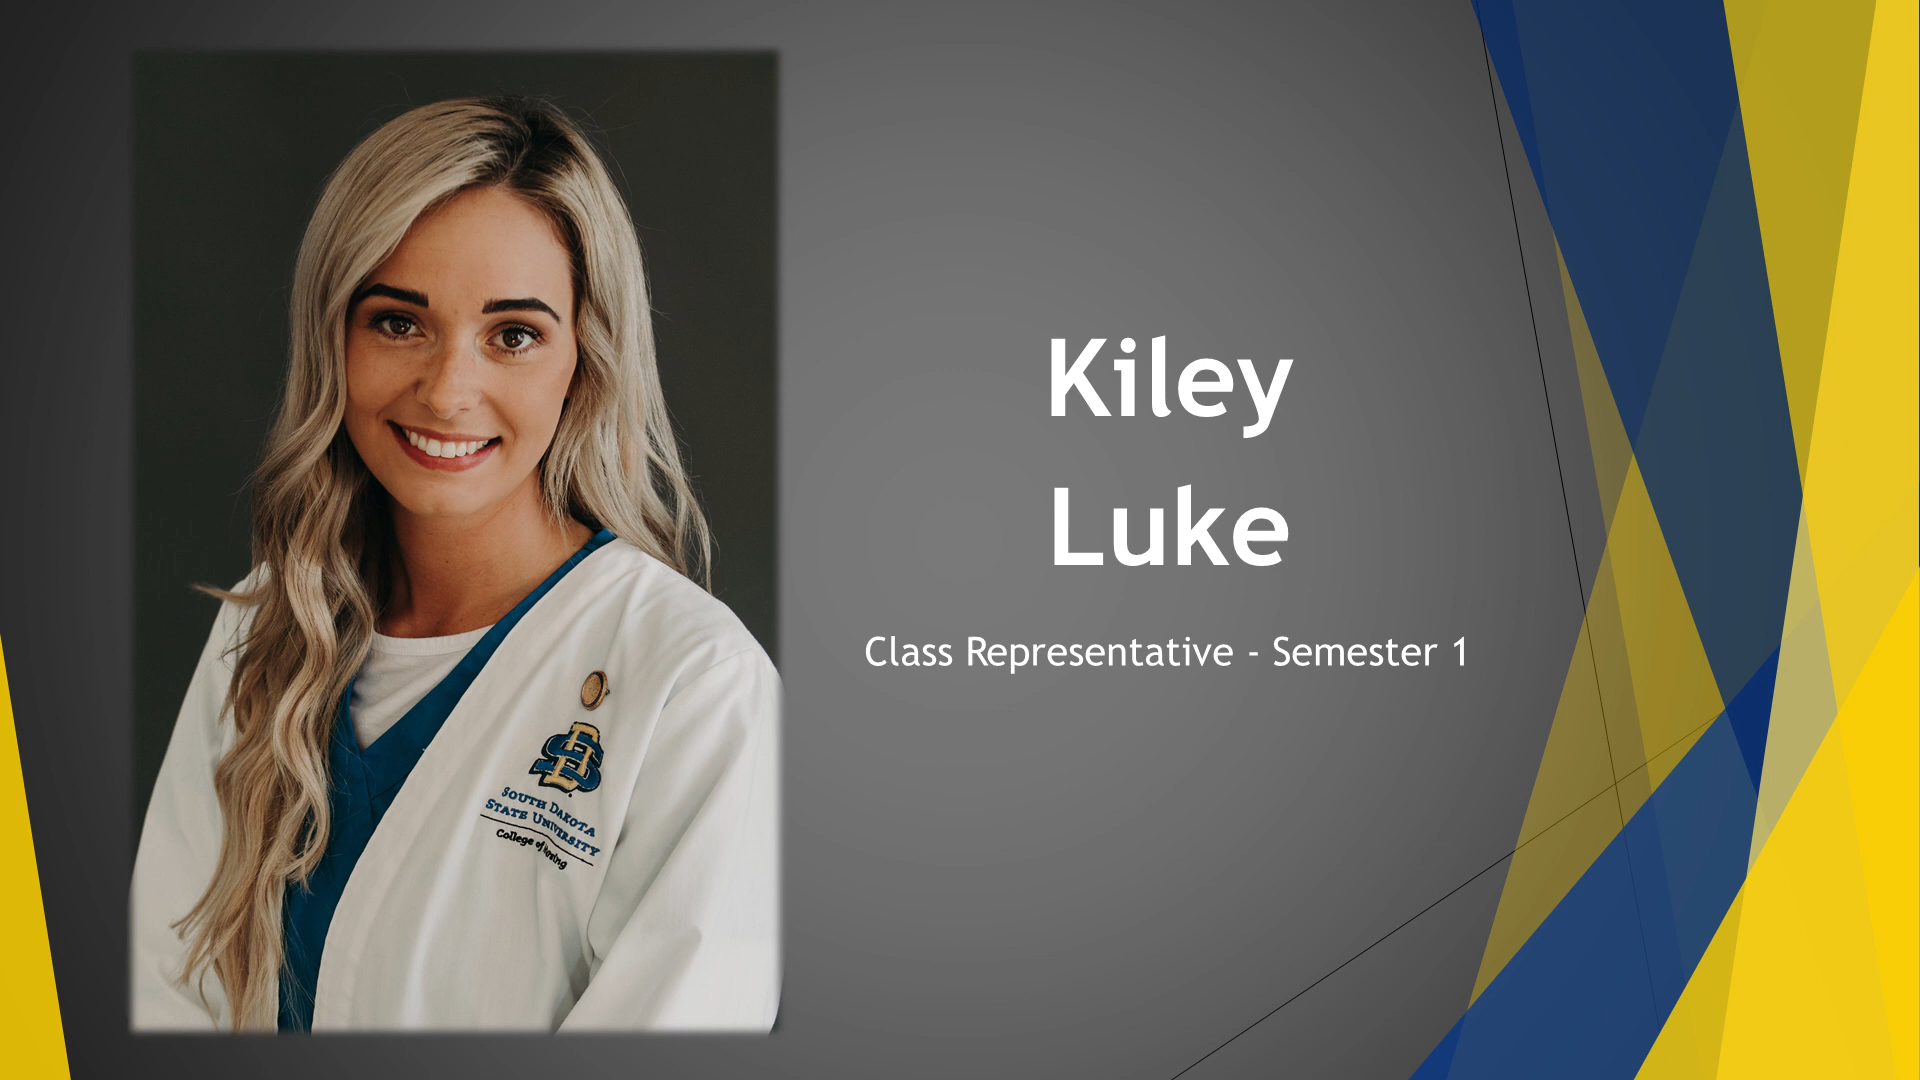 Kiley
Luke
Class Representative - Semester 1
SOUTH DAKOTA
STATE UNIVERSITY
College of Nursing